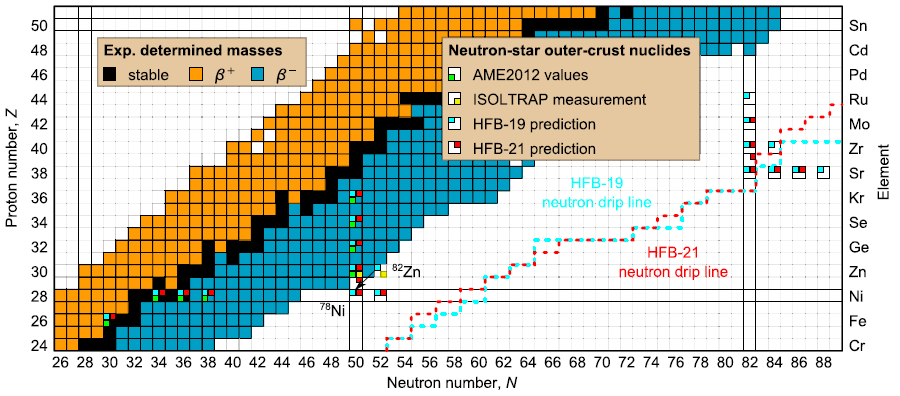 Exp. determined masses
stable β⁺ β⁻
Neutron-star outer-crust nuclides
AME2012 values
ISOLTRAP measurement
HFB-19 prediction
HFB-21 prediction
HFB-19
neutron drip line
HFB-21
neutron drip line
⁸²Zn
⁷⁸Ni
Proton number, Z
50
48
46
44
42
40
38
36
34
32
30
28
26
24
Sn
Cd
Pd
Ru
Mo
Zr
Sr
Kr
Se
Ge
Zn
Ni
Fe
Cr
Element
26 28 30 32 34 36 38 40 42 44 46 48 50 52 54 56 58 60 62 64 66 68 70 72 74 76 78 80 82 84 86 88
Neutron number, N